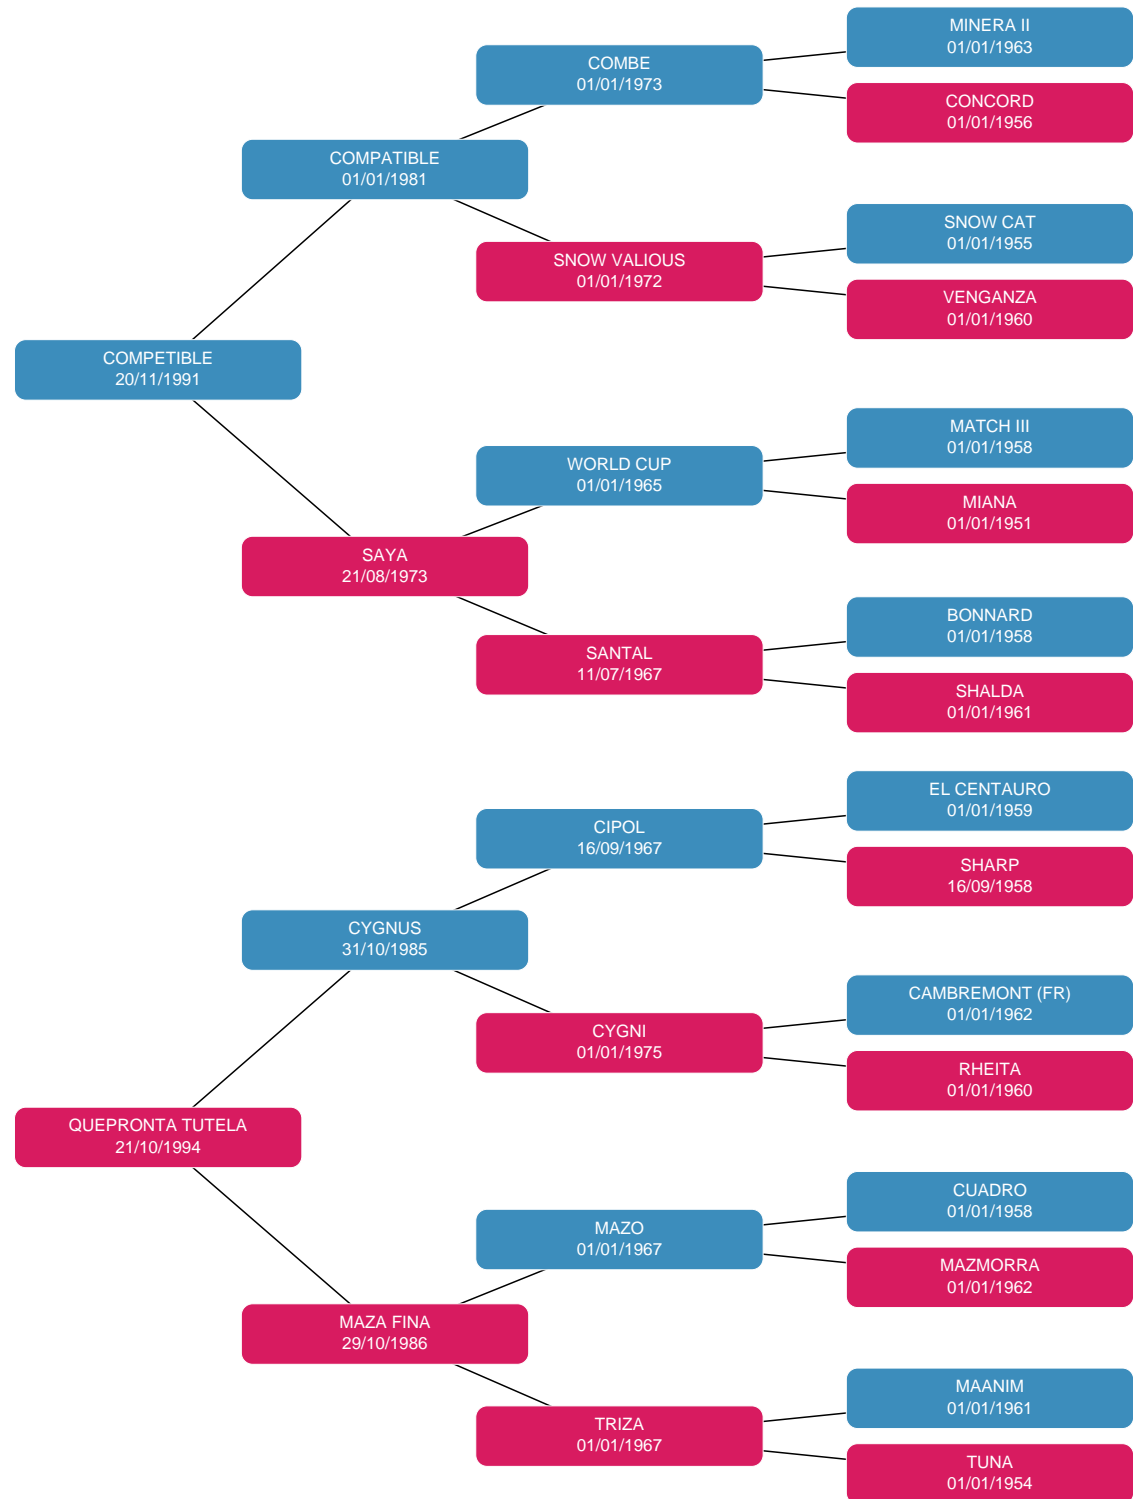 MINERA II
01/01/1963
COMBE
01/01/1973
CONCORD
01/01/1956
COMPATIBLE
01/01/1981
SNOW CAT
01/01/1955
SNOW VALIOUS
01/01/1972
VENGANZA
01/01/1960
COMPETIBLE
20/11/1991
MATCH III
01/01/1958
WORLD CUP
01/01/1965
MIANA
01/01/1951
SAYA
21/08/1973
BONNARD
01/01/1958
SANTAL
11/07/1967
SHALDA
01/01/1961
EL CENTAURO
01/01/1959
CIPOL
16/09/1967
SHARP
16/09/1958
CYGNUS
31/10/1985
CAMBREMONT (FR)
01/01/1962
CYGNI
01/01/1975
RHEITA
01/01/1960
QUEPRONTA TUTELA
21/10/1994
CUADRO
01/01/1958
MAZO
01/01/1967
MAZMORRA
01/01/1962
MAZA FINA
29/10/1986
MAANIM
01/01/1961
TRIZA
01/01/1967
TUNA
01/01/1954